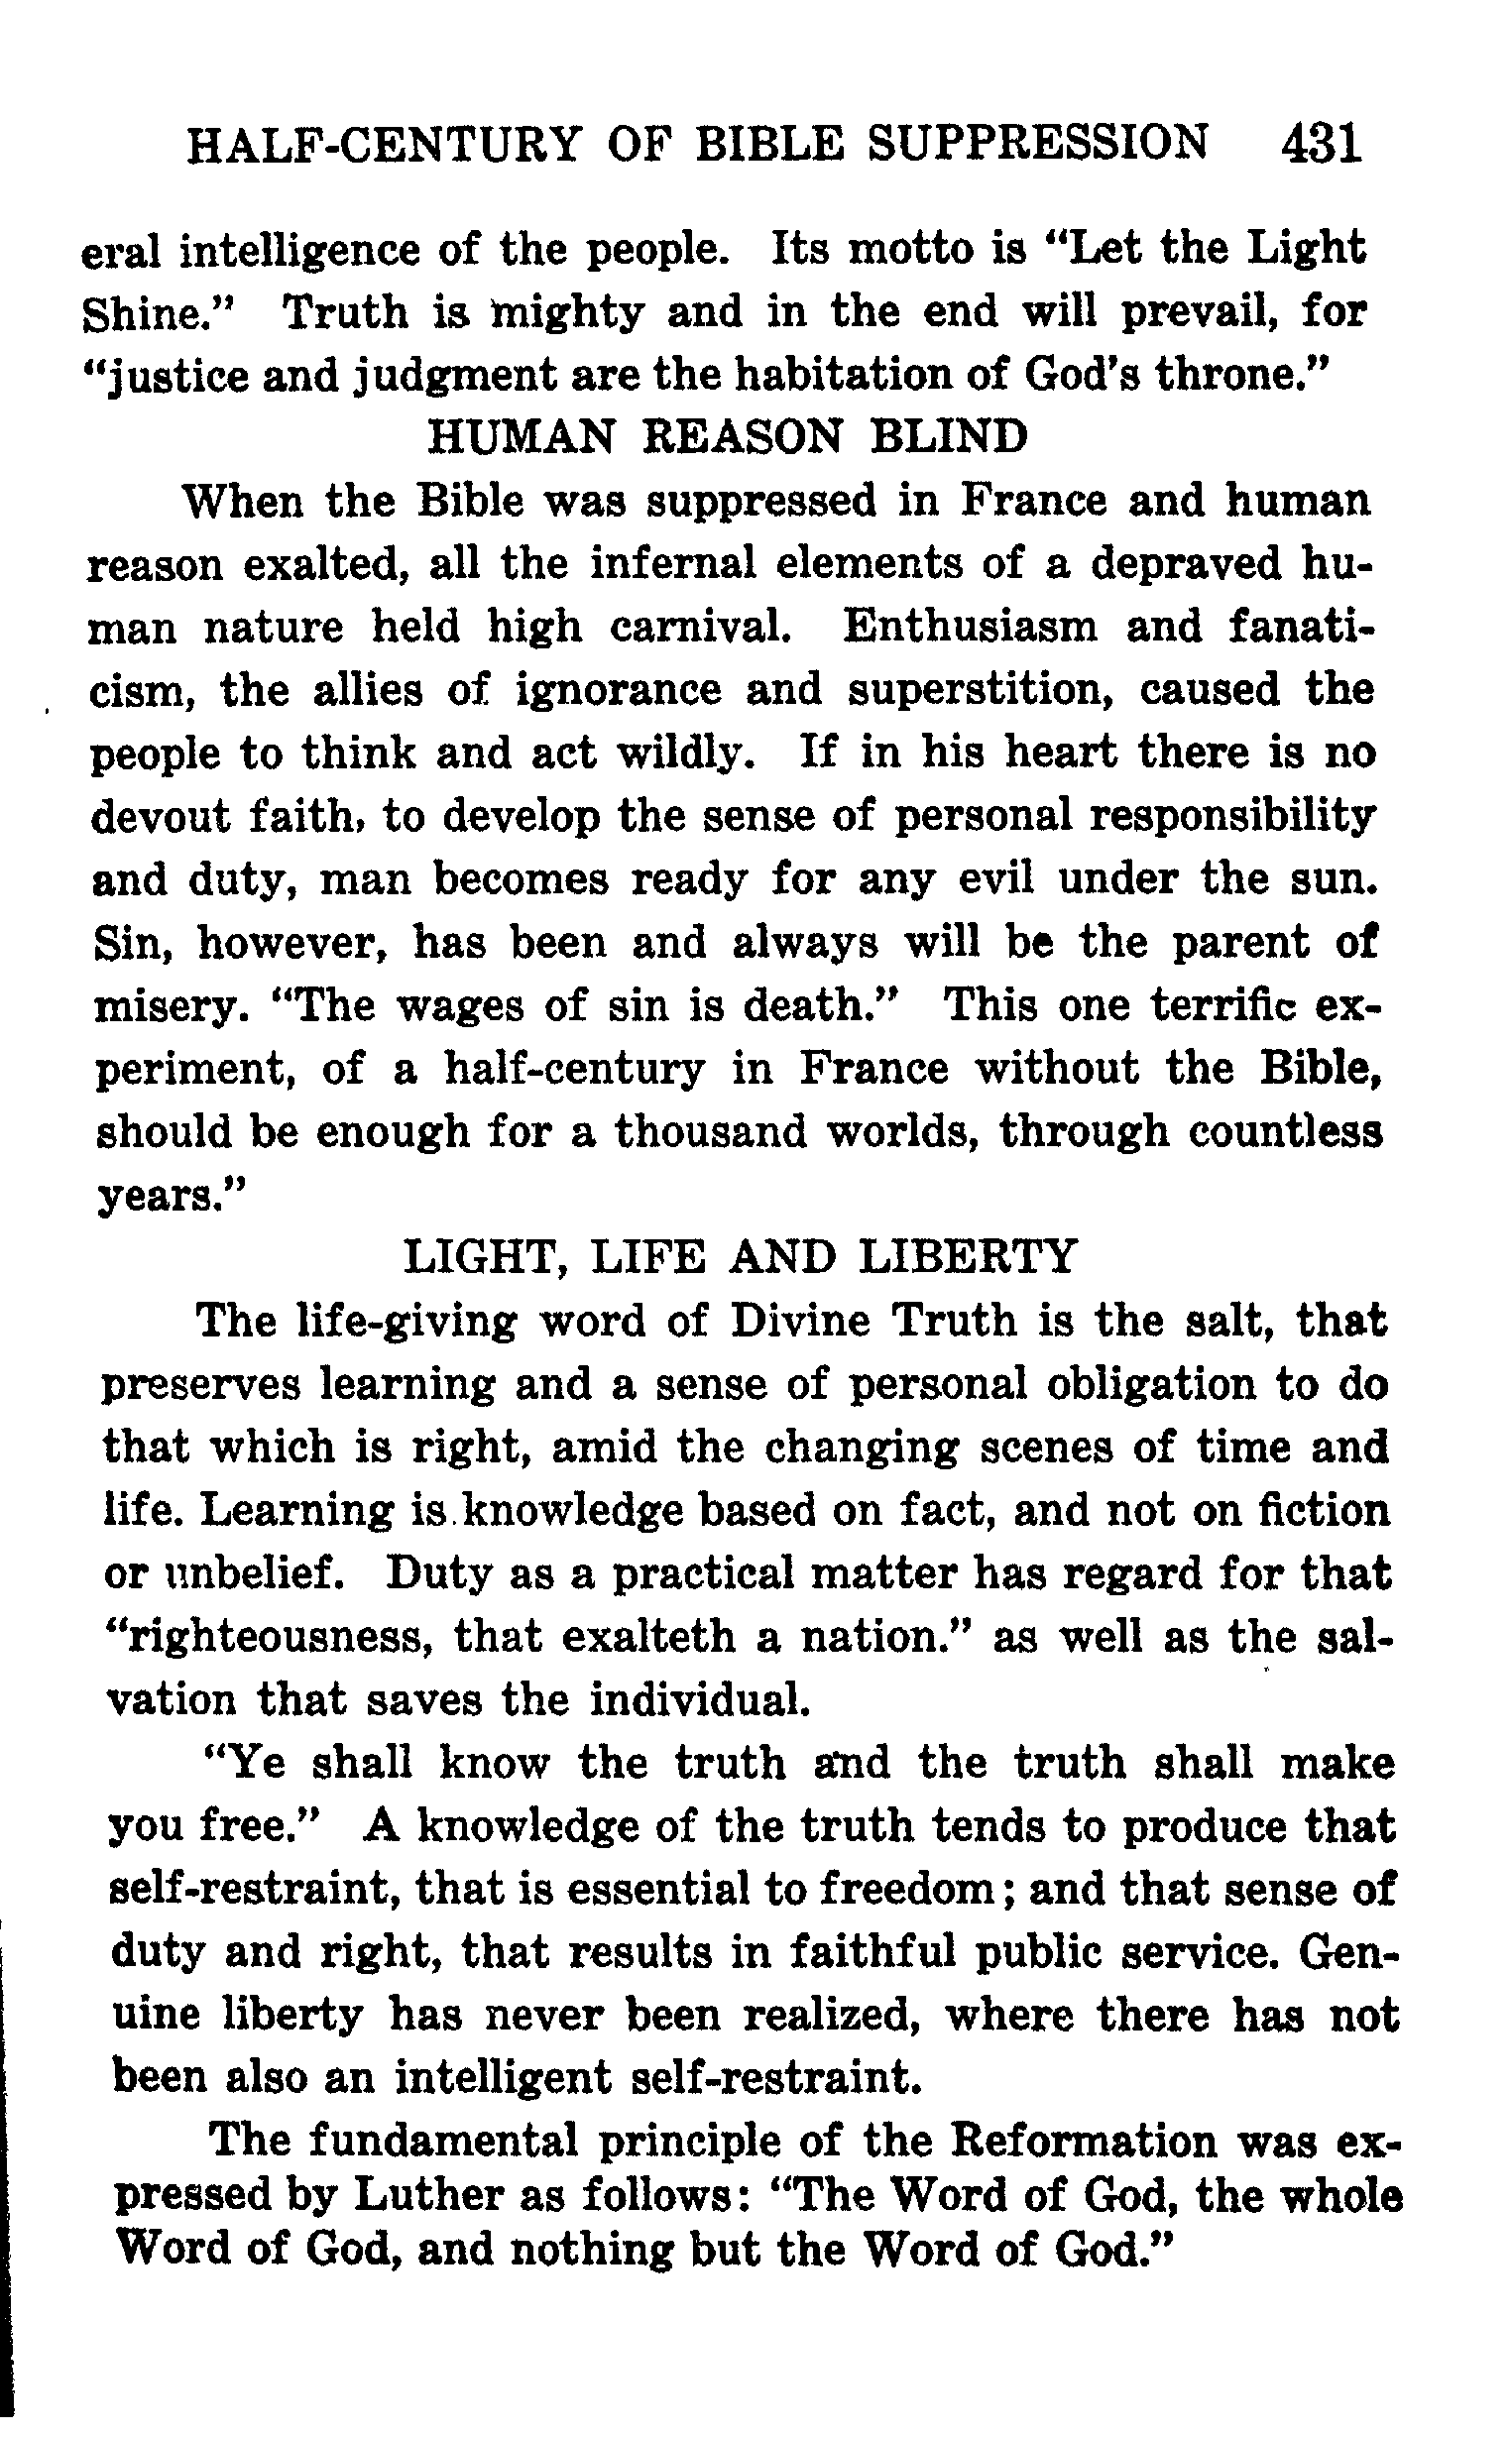 HALF-CENTURY OF BIBLE SUPPRESSION 431
eral intelligence of the people. Its motto is "Let the Light
Shine." Truth is mighty and in the end will prevail, for
"justice and judgment are the habitation of God's throne."
HUMAN REASON BLIND
When the Bible was suppressed in France and human
reason exalted, all the infernal elements of a depraved hu-
man nature held high carnival. Enthusiasm and fanati-
cism, the allies of ignorance and superstition, caused the
people to think and act wildly. If in his heart there is no
devout faith, to develop the sense of personal responsibility
and duty, man becomes ready for any evil under the sun.
Sin, however, has been and always will be the parent of
misery. "The wages of sin is death." This one terrific ex-
periment, of a half-century in France without the Bible,
should be enough for a thousand worlds, through countless
years."
LIGHT, LIFE AND LIBERTY
The life-giving word of Divine Truth is the salt, that
preserves learning and a sense of personal obligation to do
that which is right, amid the changing scenes of time and
life. Learning is knowledge based on fact, and not on fiction
or unbelief. Duty as a practical matter has regard for that
"righteousness, that exalteth a nation." as well as the sal-
vation that saves the individual.
"Ye shall know the truth and the truth shall make
you free." A knowledge of the truth tends to produce that
self-restraint, that is essential to freedom; and that sense of
duty and right, that results in faithful public service. Gen-
uine liberty has never been realized, where there has not
been also an intelligent self-restraint.
The fundamental principle of the Reformation was ex-
pressed by Luther as follows: "The Word of God, the whole
Word of God, and nothing but the Word of God."